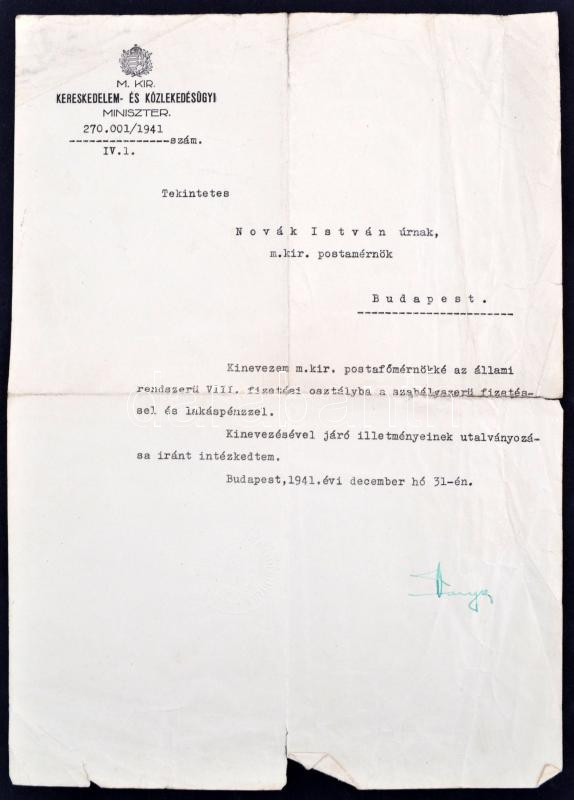 M. KIR.
KERESKEDELEM- ÉS KÖZLEKEDÉSÜGYI
MINISZTER.
270.001/1941
----------------szám.
IV.1.
Tekintetes
Novák István úrnak,
m.kir. postamérnök
Budapest.
Kinevezem m.kir. postafőmérnökké az állami
rendszerű VIII. fizetési osztályba a szabályszerű fizetés-
sel és lakáspénzzel.
Kinevezésével járó illetményeinek utalványozá-
sa iránt intézkedtem.
Budapest,1941.évi december hó 31-én.